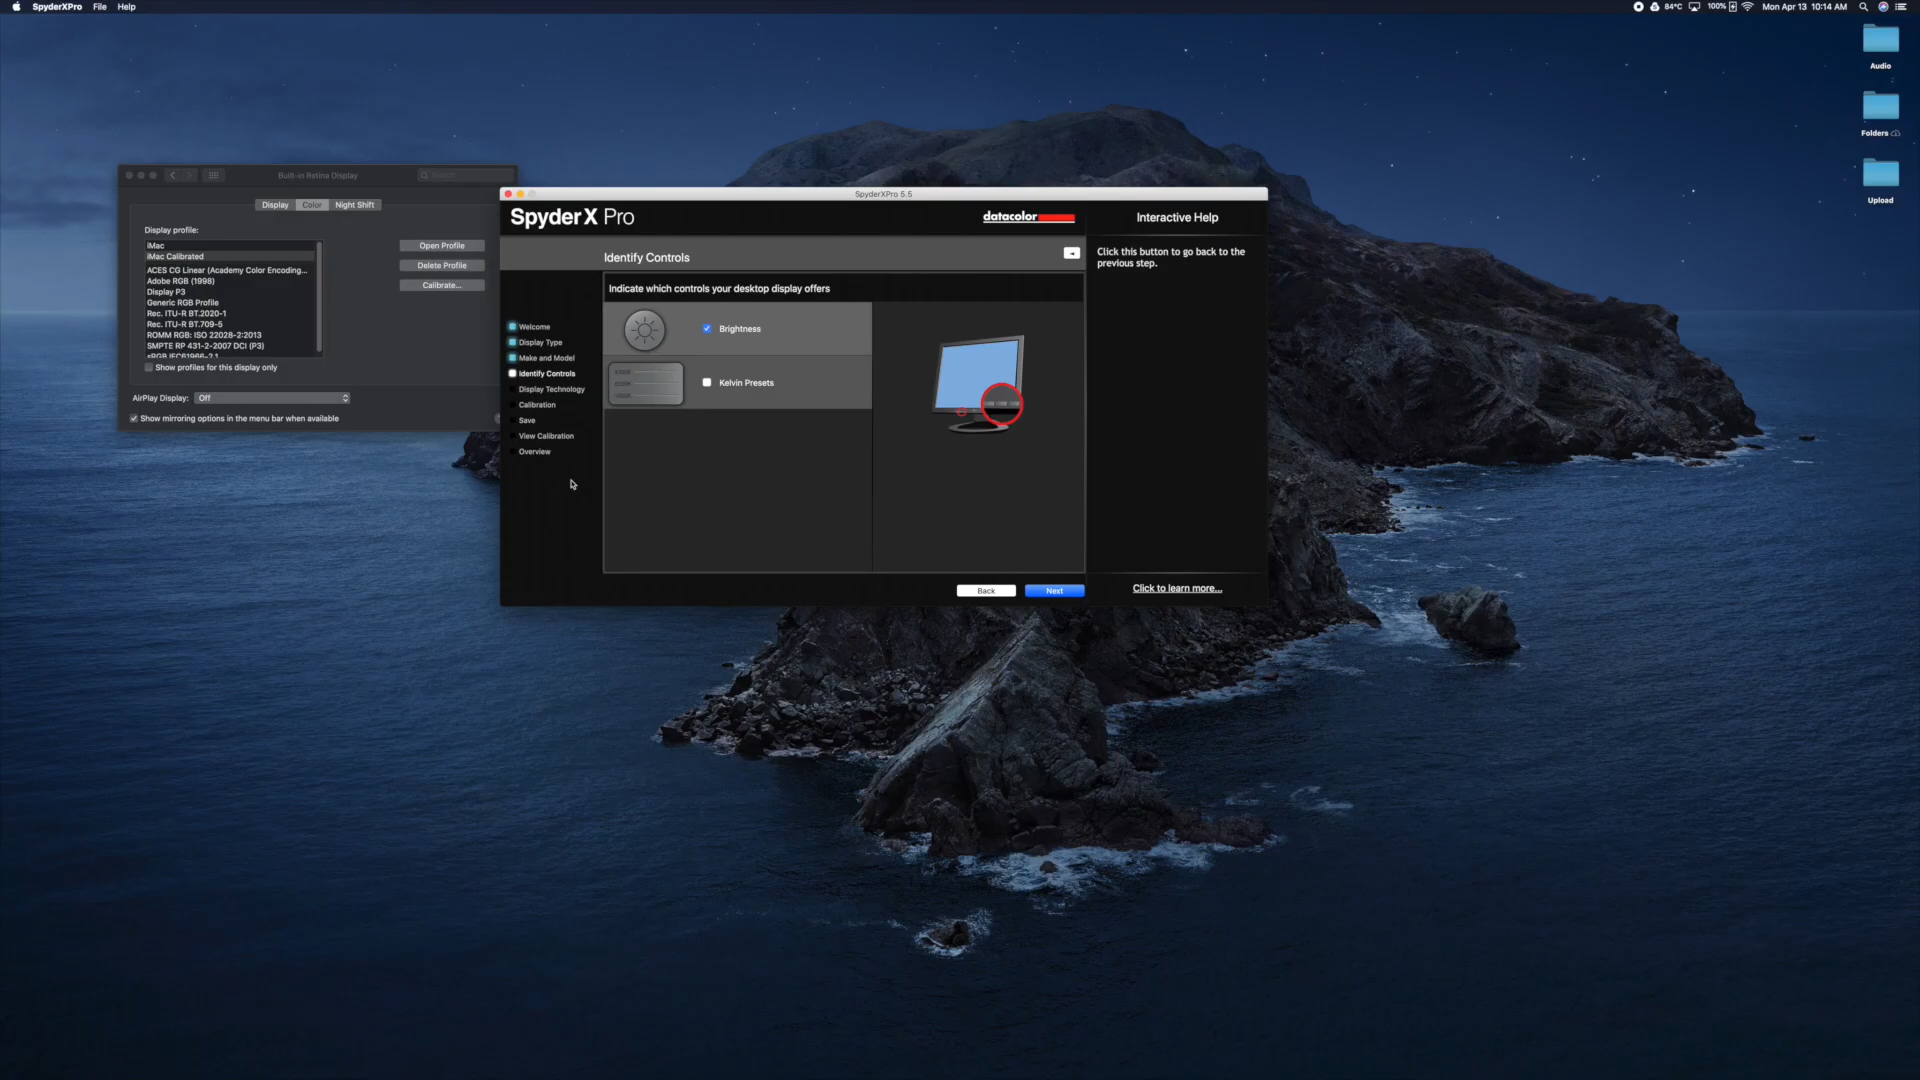 SpyderXPro File Help
84°C 100% Mon Apr 13 10:14 AM
Audio
Folders
Upload
Built-in Retina Display
Search
Display Color Night Shift
Display profile:
iMac
iMac Calibrated
ACES CG Linear (Academy Color Encoding...
Adobe RGB (1998)
Display P3
Generic RGB Profile
Rec. ITU-R BT.2020-1
Rec. ITU-R BT.709-5
ROMM RGB: ISO 22028-2:2013
SMPTE RP 431-2-2007 DCI (P3)
sRGB IEC61966-2.1
Open Profile
Delete Profile
Calibrate...
Show profiles for this display only
AirPlay Display: Off
Show mirroring options in the menu bar when available
SpyderXPro 5.5
SpyderX Pro
datacolor
Interactive Help
Identify Controls
Click this button to go back to the
previous step.
Indicate which controls your desktop display offers
Welcome
Display Type
Make and Model
Identify Controls
Display Technology
Calibration
Save
View Calibration
Overview
Brightness
Kelvin Presets
Back
Next
Click to learn more...